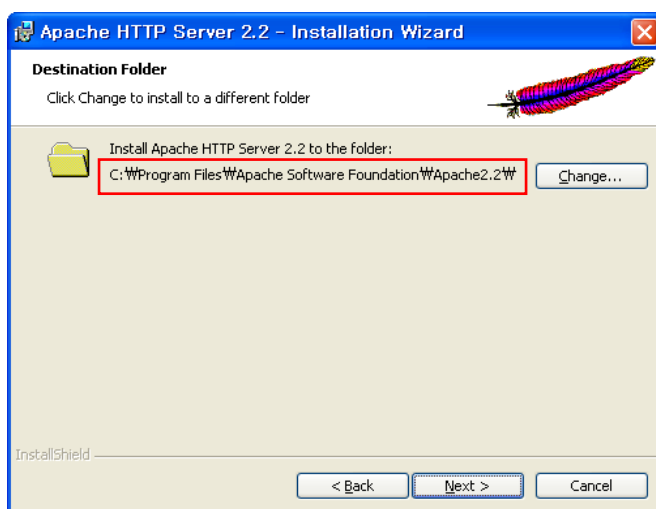 Apache HTTP Server 2.2 - Installation Wizard
Destination Folder
Click Change to install to a different folder
Install Apache HTTP Server 2.2 to the folder:
C:₩Program Files₩Apache Software Foundation₩Apache2.2₩
Change...
InstallShield
< Back Next > Cancel